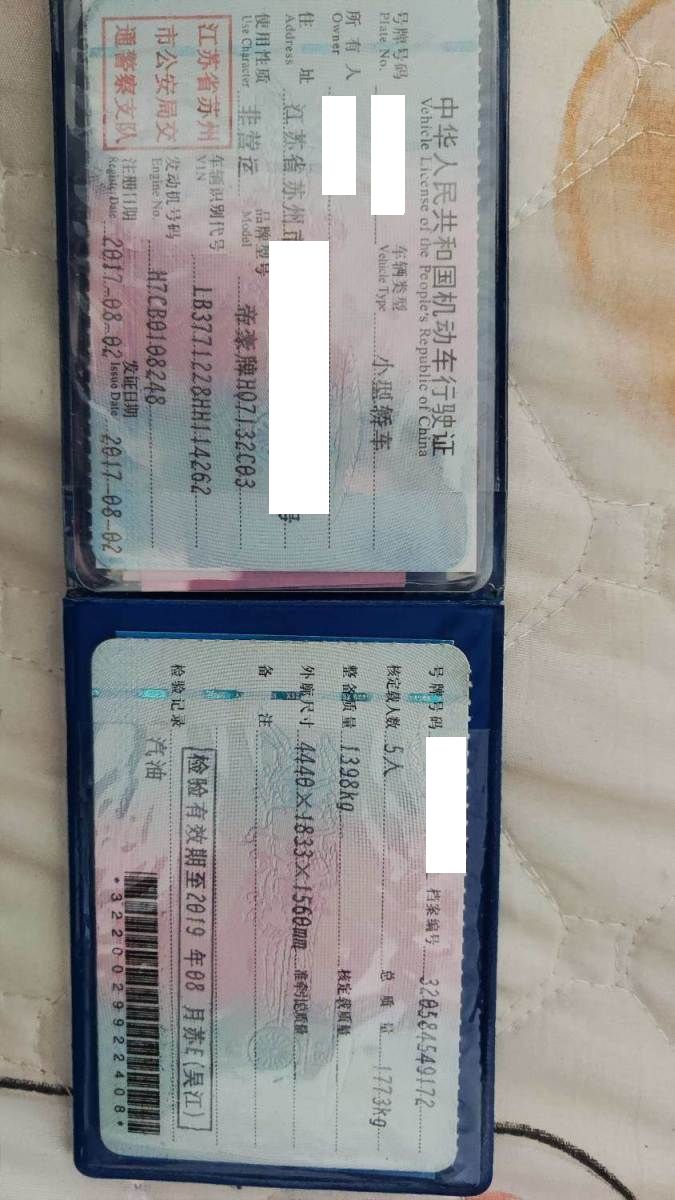 中华人民共和国机动车行驶证
Vehicle License of the People's Republic of China
号牌号码
Plate No.
车辆类型 小型轿车
Vehicle Type
所有人
Owner
住址 江苏省苏州市
Address
号
使用性质 非营运
Use Character
品牌型号 帝豪牌HQ7132C03
Model
江苏省苏州
市公安局交
通警察支队
车辆识别代号 LB37712Z8HH114262
VIN
发动机号码 H7CB0108248
Engine No.
注册日期 2017-08-02
Register Date
发证日期 2017-08-02
Issue Date
号牌号码
档案编号 320584549172
核定载人数 5人
总质量 1773kg
整备质量 1398kg
核定载质量
外廓尺寸 4440×1833×1560mm
准牵引总质量
备注
检验有效期至2019年08月苏E(吴江)
检验记录
汽油
*3220029922408*